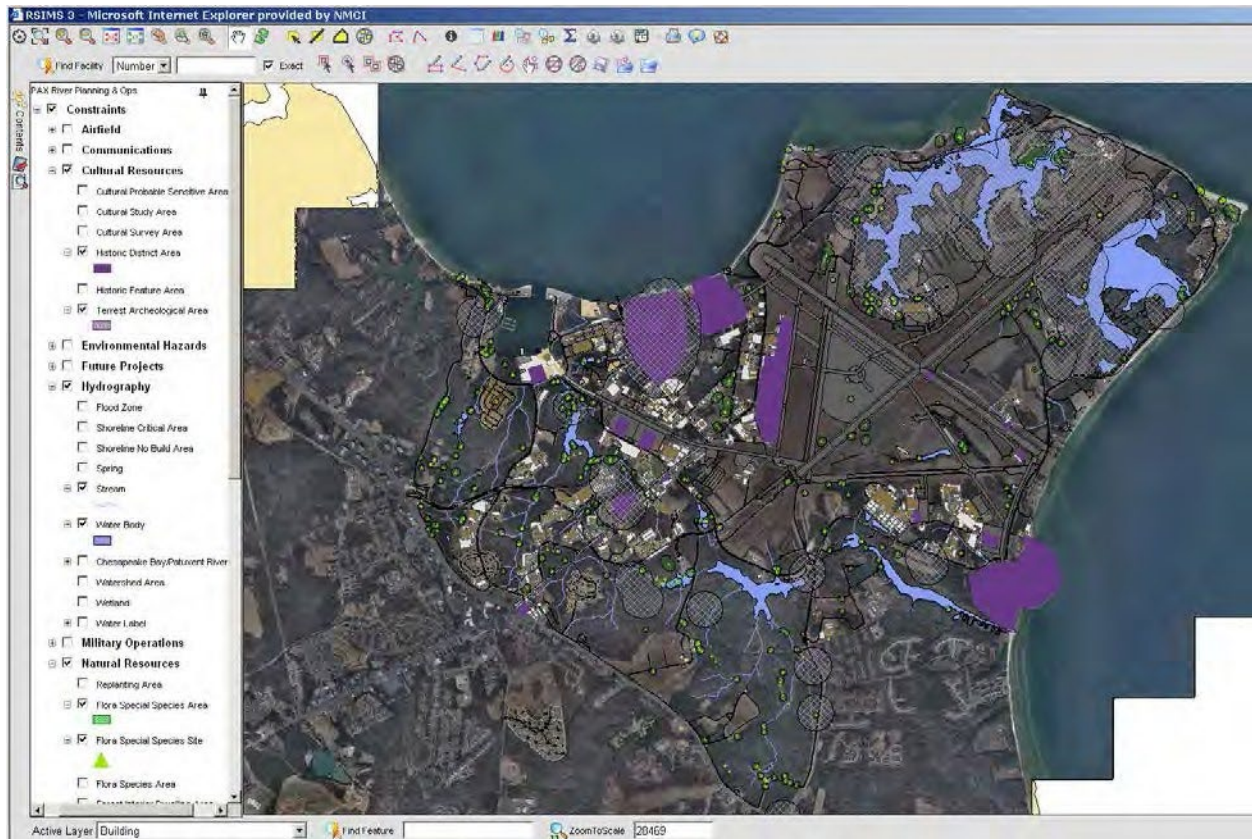 RSIMS 3 - Microsoft Internet Explorer provided by NMCI
Find Facility Number Exact
PAX River Planning & Ops
Contents
Constraints
Airfield
Communications
Cultural Resources
Cultural Probable Sensitive Area
Cultural Study Area
Cultural Survey Area
Historic District Area
Historic Feature Area
Terrest Archeological Area
Environmental Hazards
Future Projects
Hydrography
Flood Zone
Shoreline Critical Area
Shoreline No Build Area
Spring
Stream
Water Body
Chesapeake Bay/Patuxent River
Watershed Area
Wetland
Water Label
Military Operations
Natural Resources
Replanting Area
Flora Special Species Area
Flora Special Species Site
Flora Species Area
Active Layer Building Find Feature ZoomToScale 20469